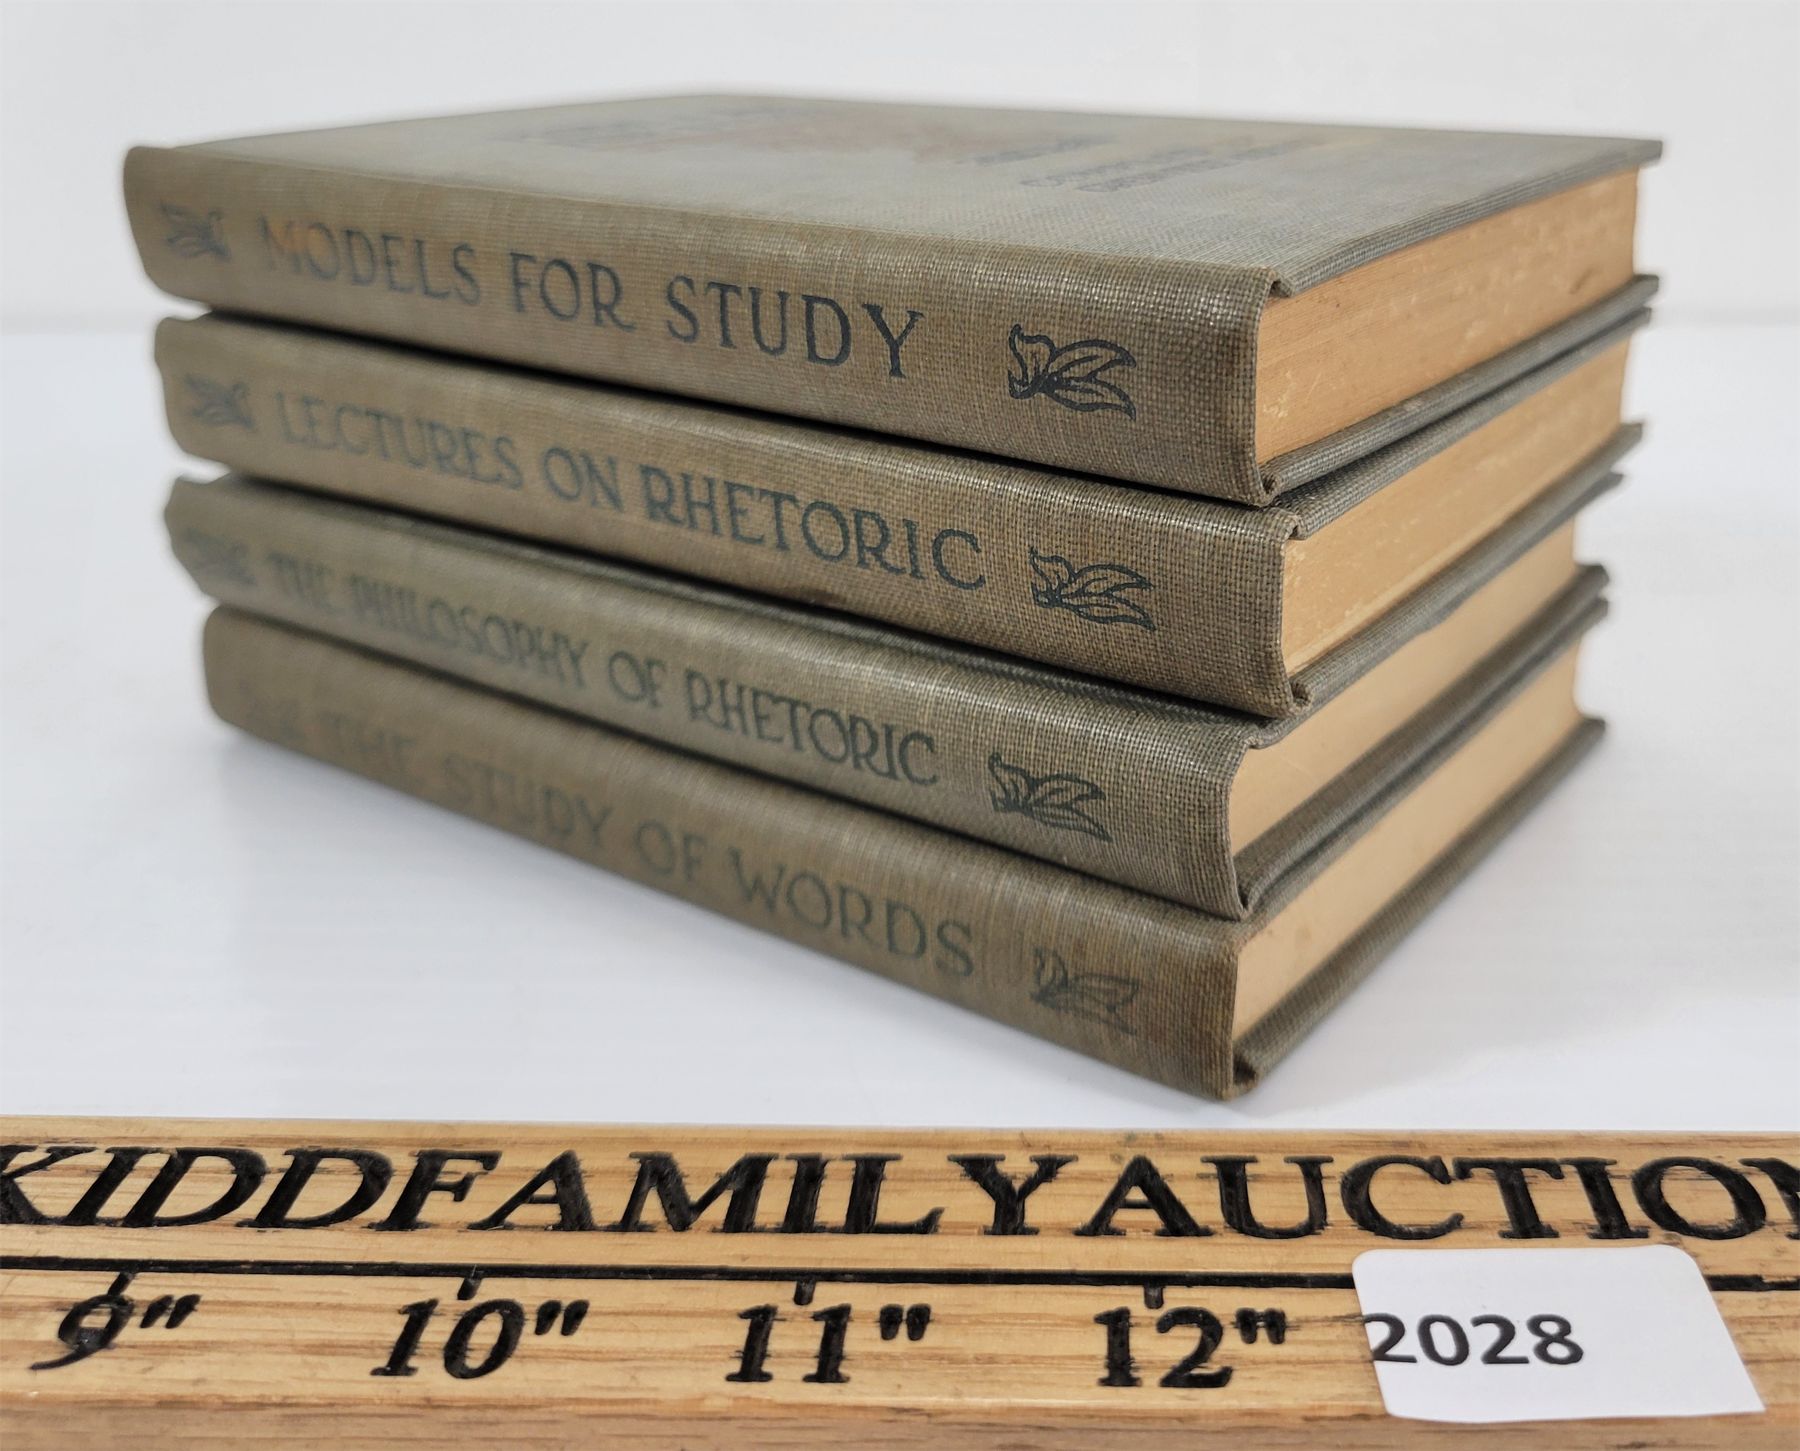 MODELS FOR STUDY
LECTURES ON RHETORIC
THE PHILOSOPHY OF RHETORIC
THE STUDY OF WORDS
KIDDFAMILYAUCTION
9" 10" 11" 12"
2028